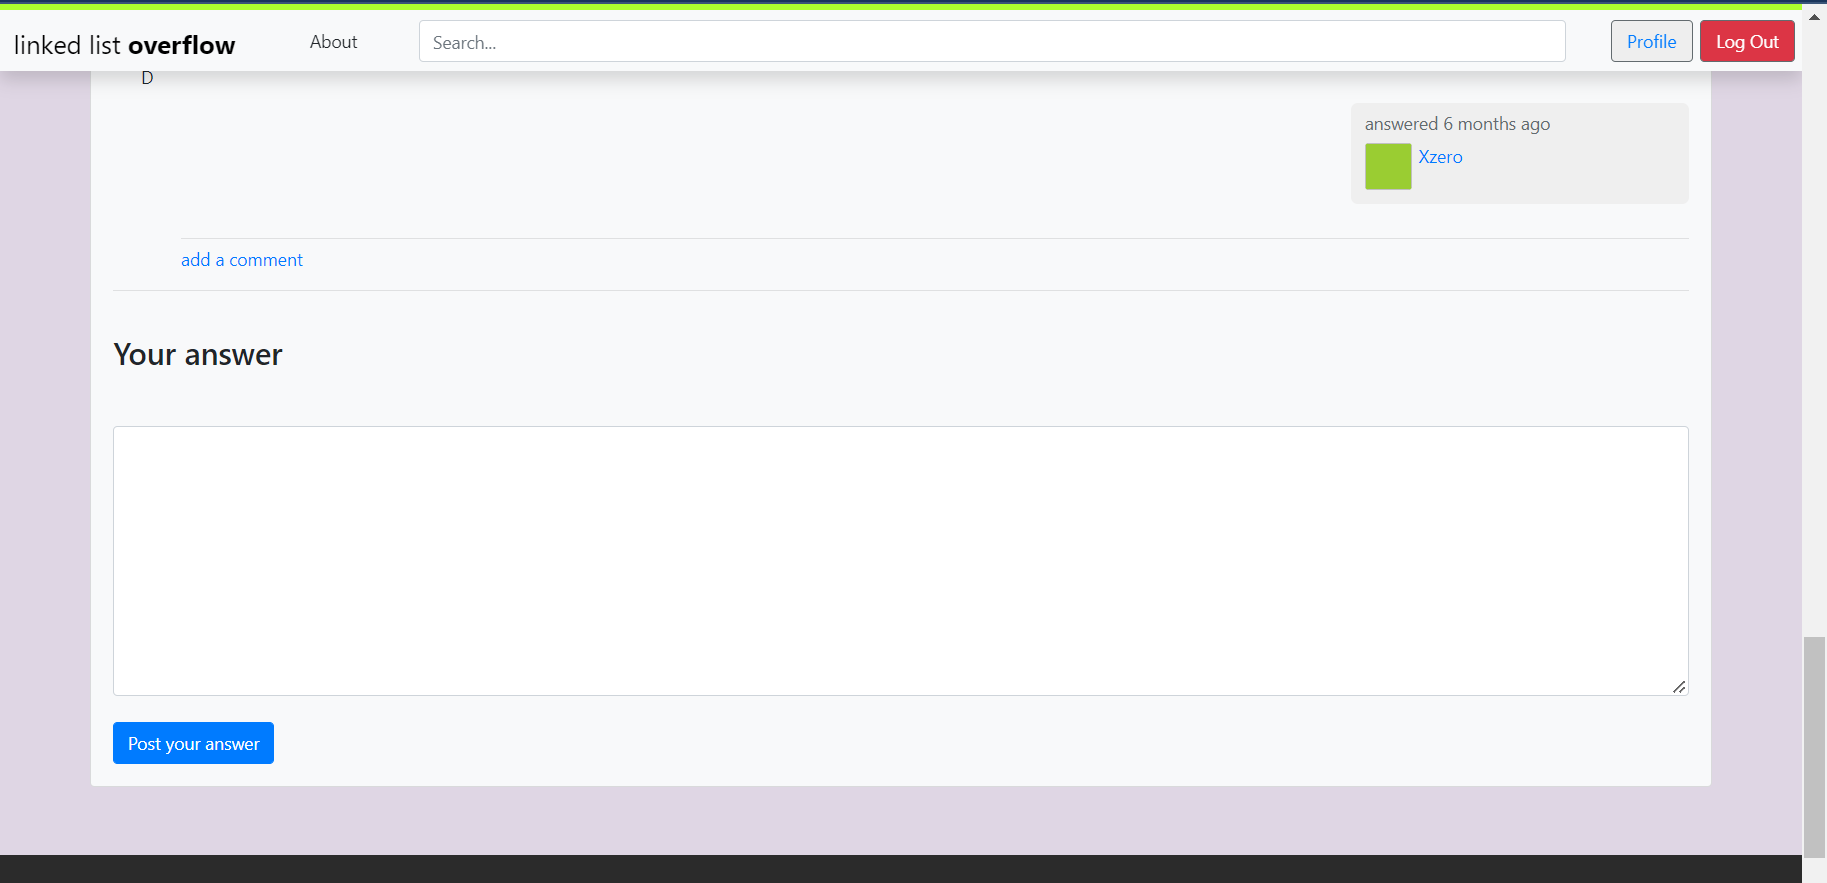 linked list overflow
About
Search...
Profile
Log Out
D
answered 6 months ago
Xzero
add a comment
Your answer
Post your answer